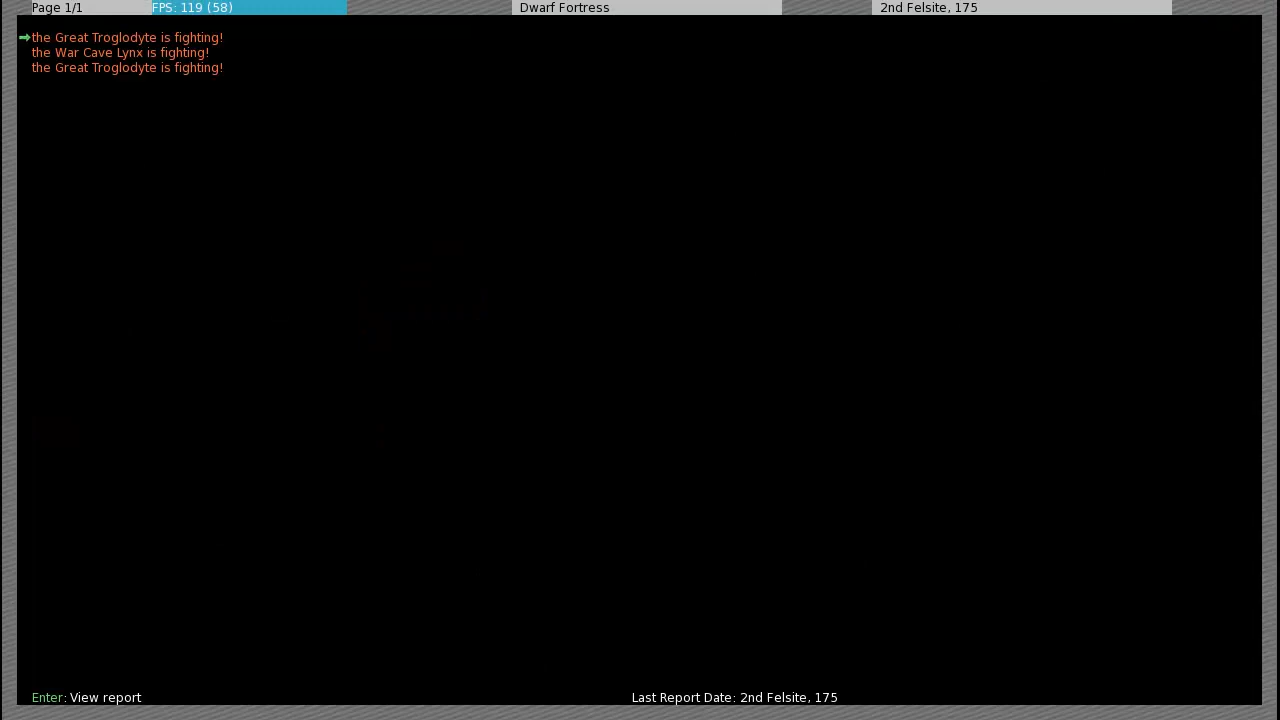 Page 1/1 FPS: 119 (58) Dwarf Fortress 2nd Felsite, 175
the Great Troglodyte is fighting!
the War Cave Lynx is fighting!
the Great Troglodyte is fighting!
Enter: View report Last Report Date: 2nd Felsite, 175